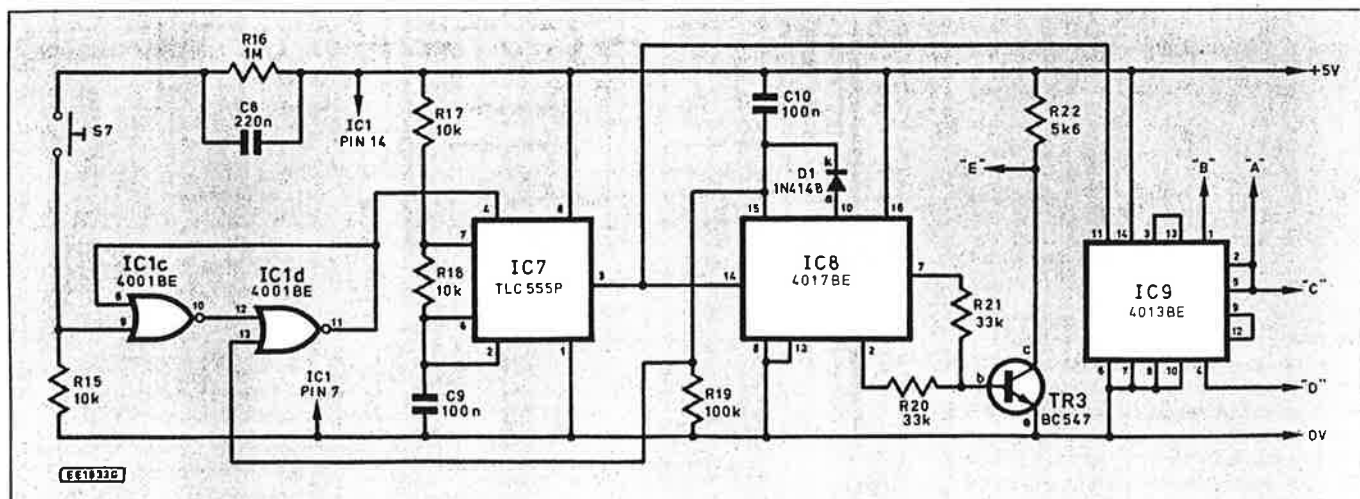 R16
1M
C8
220n
S7
IC1
PIN 14
R17
10k
C10
100n
+5V
R22
5k6
"E"
"B"
"A"
D1
1N4148
k
a
15
10
16
4
8
11
14
3
13
1
7
IC7
TLC 555P
3
14
IC8
4017BE
7
IC9
4013BE
2
5
"C"
9
12
IC1c
4001BE
6
9
10
IC1d
4001BE
12
13
11
R18
10k
6
2
1
R21
33k
8
13
2
6
7
8
10
4
"D"
R15
10k
IC1
PIN 7
C9
100n
R19
100k
R20
33k
c
b
e
TR3
BC547
0V
EE1933G